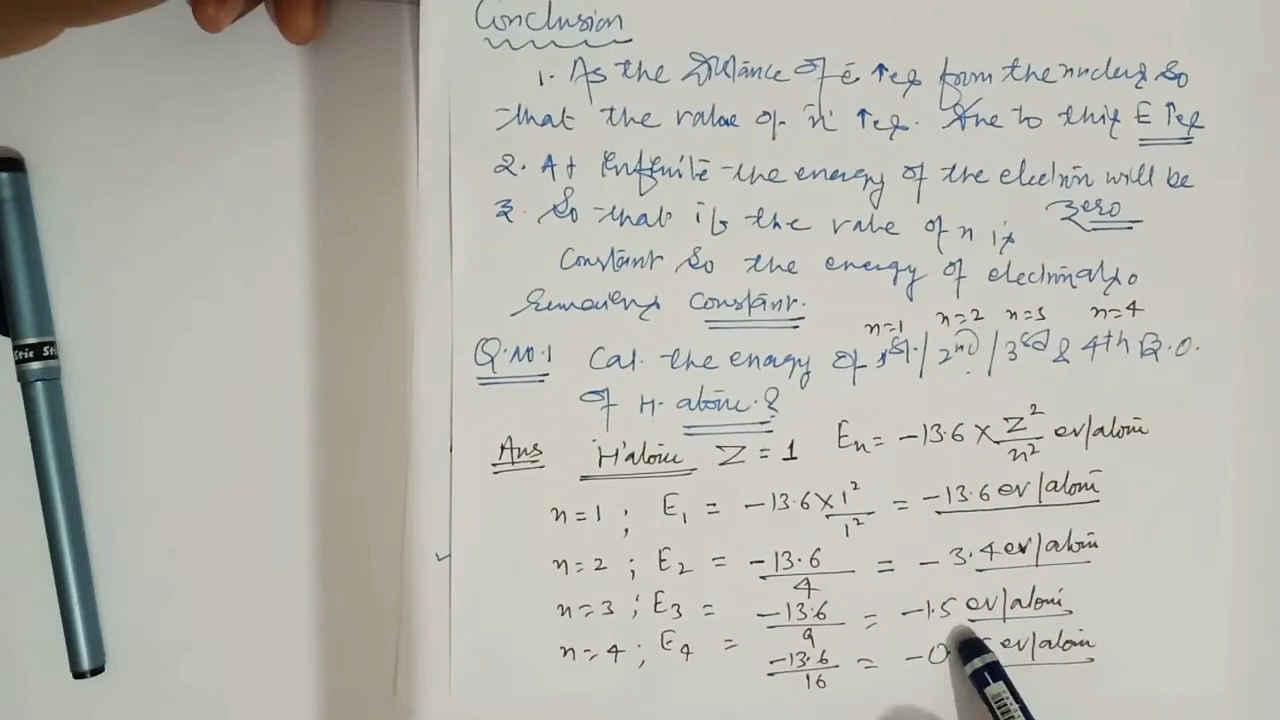 Conclusion
1. As the Distance of ē ↑es from the nucleus so
that the value of 'n' ↑es. Due to this E ↑es
2. At Infinite the energy of the electron will be
zero
3. So that if the value of n is
Constant so the energy of electron also
remains constant.
n=1 n=2 n=3 n=4
Q.No.1 Cal. the energy of 1st / 2nd / 3rd & 4th B.O.
of H-atom.?
Ans H'atom Z = 1 En = -13.6 × Z²/n² ev/atom
n=1 ; E1 = -13.6 × 1²/1² = -13.6 ev/atom
n=2 ; E2 = -13.6/4 = -3.4 ev/atom
n=3 ; E3 = -13.6/9 = -1.5 ev/atom
n=4 ; E4 = -13.6/16 = -0. ev/atom